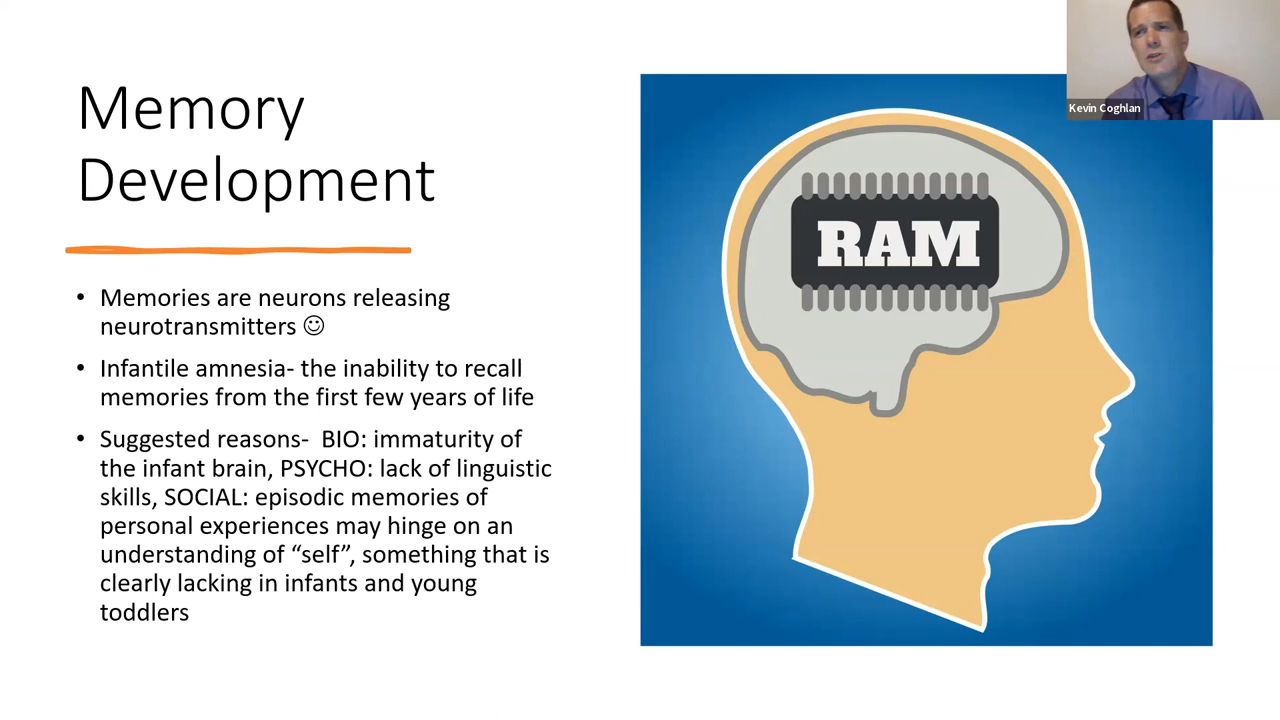 Memory
Development
• Memories are neurons releasing
neurotransmitters ☺
• Infantile amnesia- the inability to recall
memories from the first few years of life
• Suggested reasons-  BIO: immaturity of
the infant brain, PSYCHO: lack of linguistic
skills, SOCIAL: episodic memories of
personal experiences may hinge on an
understanding of “self”, something that is
clearly lacking in infants and young
toddlers
RAM
Kevin Coghlan